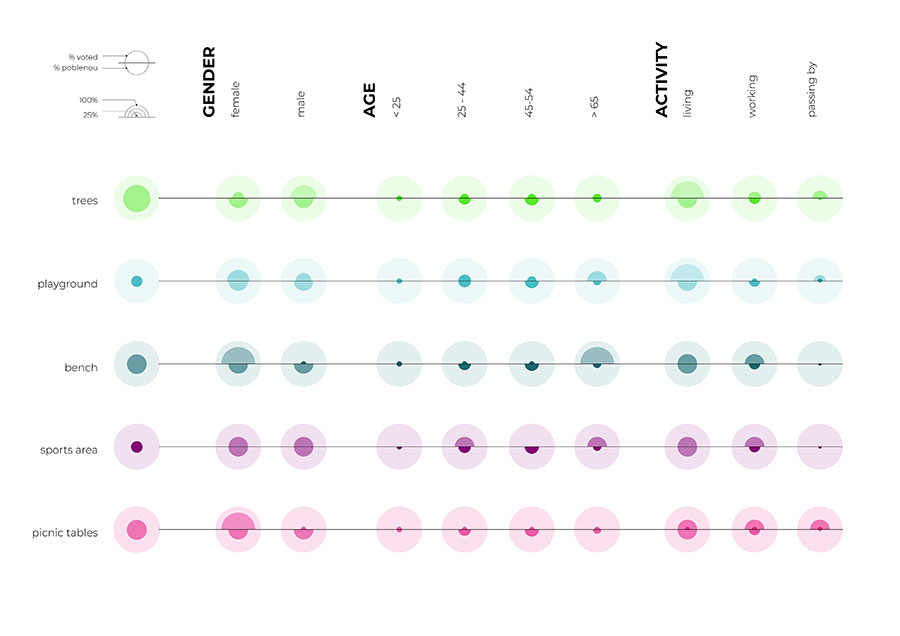 % voted
% poblenou
100%
25%
GENDER
female
male
AGE
< 25
25 - 44
45-54
> 65
ACTIVITY
living
working
passing by
trees
playground
bench
sports area
picnic tables